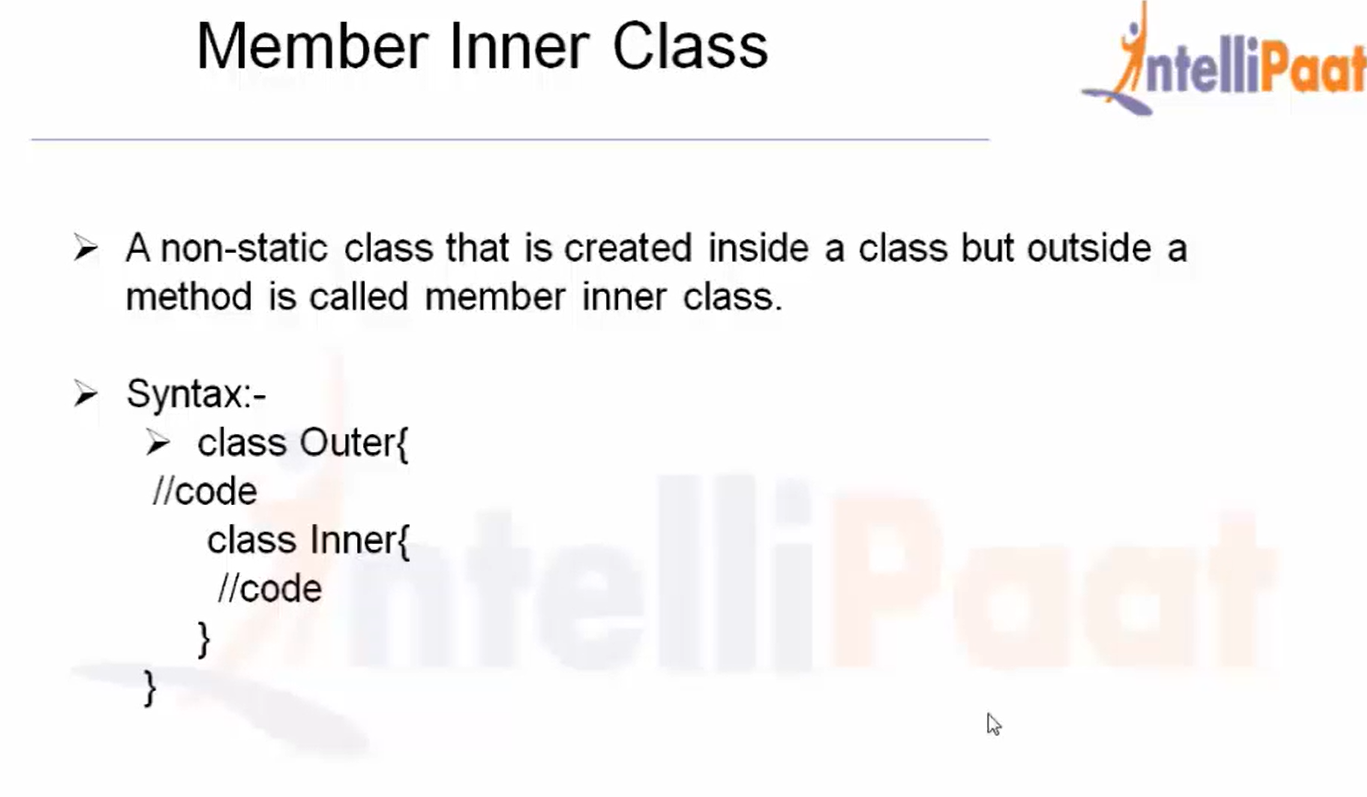 Member Inner Class
IntelliPaat
➢ A non-static class that is created inside a class but outside a
method is called member inner class.
➢ Syntax:-
➢ class Outer{
//code
class Inner{
//code
}
}
IntelliPaat